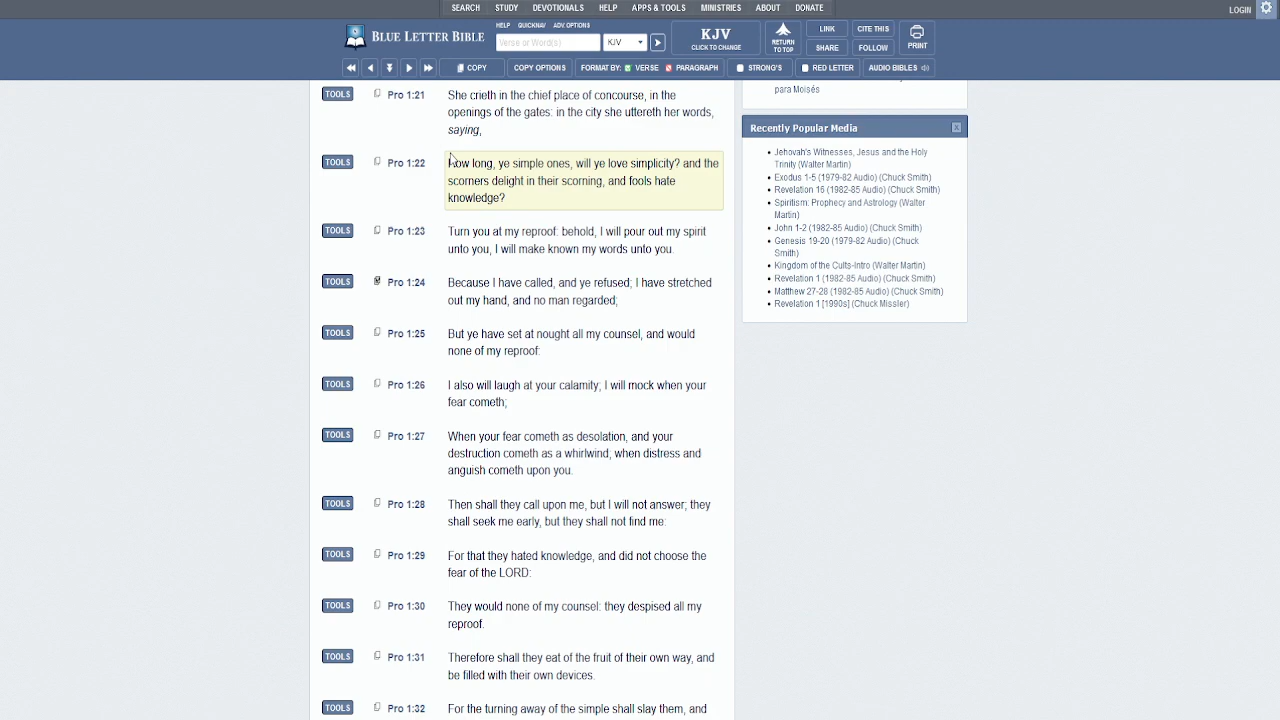 SEARCH STUDY DEVOTIONALS HELP APPS & TOOLS MINISTRIES ABOUT DONATE
LOGIN
BLUE LETTER BIBLE
HELP QUICKNAV ADV. OPTIONS
Verse or Word(s) KJV
KJV
CLICK TO CHANGE
RETURN
TO TOP
LINK CITE THIS
SHARE FOLLOW
PRINT
COPY COPY OPTIONS FORMAT BY: VERSE PARAGRAPH STRONG'S RED LETTER AUDIO BIBLES
TOOLS Pro 1:21 She crieth in the chief place of concourse, in the
openings of the gates: in the city she uttereth her words,
saying,
TOOLS Pro 1:22 How long, ye simple ones, will ye love simplicity? and the
scorners delight in their scorning, and fools hate
knowledge?
TOOLS Pro 1:23 Turn you at my reproof: behold, I will pour out my spirit
unto you, I will make known my words unto you.
TOOLS Pro 1:24 Because I have called, and ye refused; I have stretched
out my hand, and no man regarded;
TOOLS Pro 1:25 But ye have set at nought all my counsel, and would
none of my reproof:
TOOLS Pro 1:26 I also will laugh at your calamity; I will mock when your
fear cometh;
TOOLS Pro 1:27 When your fear cometh as desolation, and your
destruction cometh as a whirlwind; when distress and
anguish cometh upon you.
TOOLS Pro 1:28 Then shall they call upon me, but I will not answer; they
shall seek me early, but they shall not find me:
TOOLS Pro 1:29 For that they hated knowledge, and did not choose the
fear of the LORD:
TOOLS Pro 1:30 They would none of my counsel: they despised all my
reproof.
TOOLS Pro 1:31 Therefore shall they eat of the fruit of their own way, and
be filled with their own devices.
TOOLS Pro 1:32 For the turning away of the simple shall slay them, and
para Moisés
Recently Popular Media
Jehovah's Witnesses, Jesus and the Holy
Trinity (Walter Martin)
Exodus 1-5 (1979-82 Audio) (Chuck Smith)
Revelation 16 (1982-85 Audio) (Chuck Smith)
Spiritism: Prophecy and Astrology (Walter
Martin)
John 1-2 (1982-85 Audio) (Chuck Smith)
Genesis 19-20 (1979-82 Audio) (Chuck
Smith)
Kingdom of the Cults-Intro (Walter Martin)
Revelation 1 (1982-85 Audio) (Chuck Smith)
Matthew 27-28 (1982-85 Audio) (Chuck Smith)
Revelation 1 [1990s] (Chuck Missler)